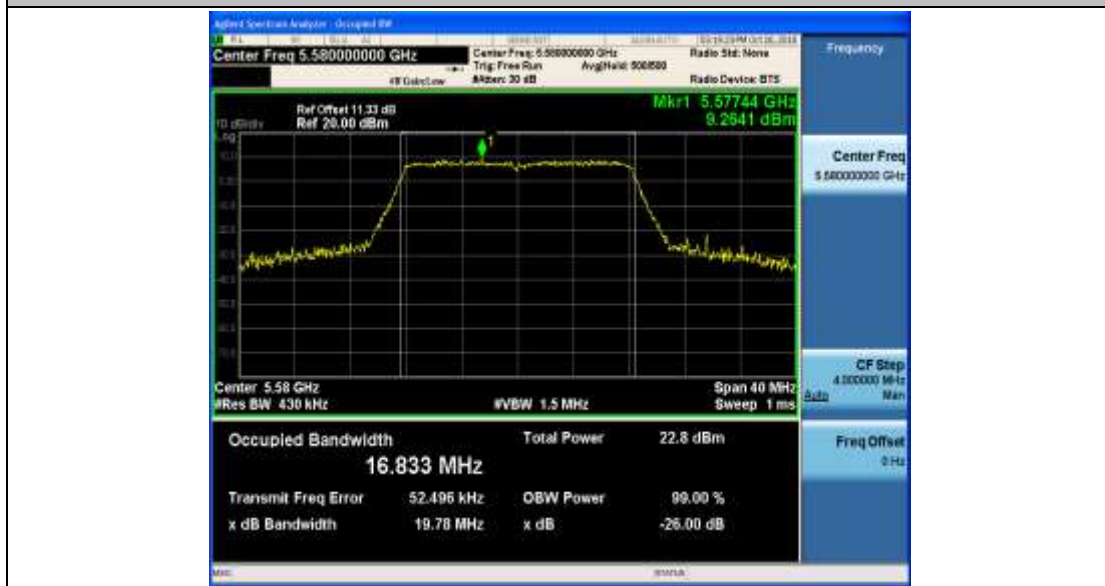 Agilent Spectrum Analyzer - Occupied BW
Center Freq 5.580000000 GHz
Center Freq: 5.580000000 GHz
Radio Std: None
Trig: Free Run
Avg|Hold: 500/500
#IFGain:Low
#Atten: 30 dB
Radio Device: BTS
Frequency
Mkr1 5.57744 GHz
9.2641 dBm
Ref Offset 11.33 dB
10 dB/div
Ref 20.00 dBm
Log
1
Center Freq
5.580000000 GHz
Center 5.58 GHz
Span 40 MHz
#Res BW 430 kHz
#VBW 1.5 MHz
Sweep 1 ms
CF Step
4.000000 MHz
Auto
Man
Occupied Bandwidth
Total Power
22.8 dBm
16.833 MHz
Freq Offset
0 Hz
Transmit Freq Error
52.496 kHz
OBW Power
99.00 %
x dB Bandwidth
19.78 MHz
x dB
-26.00 dB
MSG
STATUS